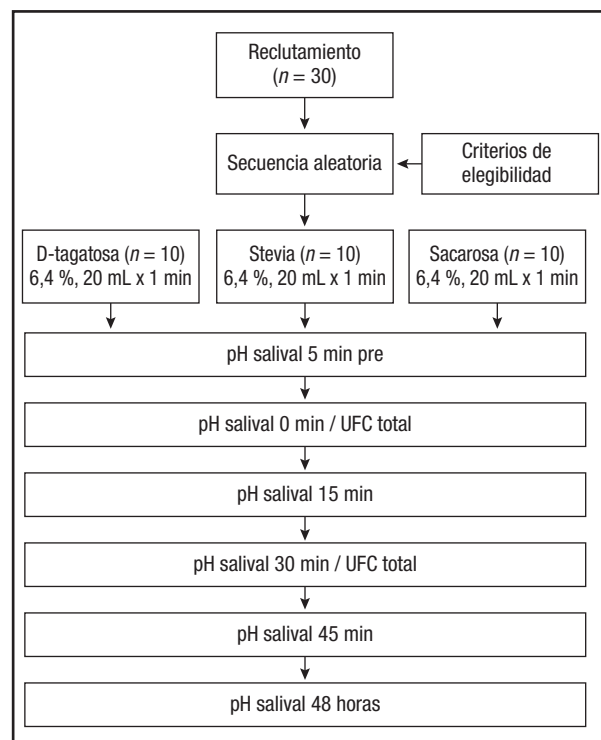 Reclutamiento
(n = 30)
Secuencia aleatoria
Criterios de
elegibilidad
D-tagatosa (n = 10)
6,4 %, 20 mL x 1 min
Stevia (n = 10)
6,4 %, 20 mL x 1 min
Sacarosa (n = 10)
6,4 %, 20 mL x 1 min
pH salival 5 min pre
pH salival 0 min / UFC total
pH salival 15 min
pH salival 30 min / UFC total
pH salival 45 min
pH salival 48 horas